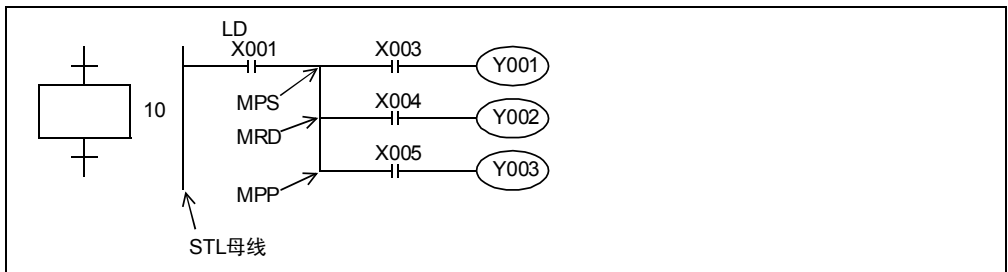 LD
X001 X003 Y001
MPS
10 X004 Y002
MRD
X005 Y003
MPP
STL母线